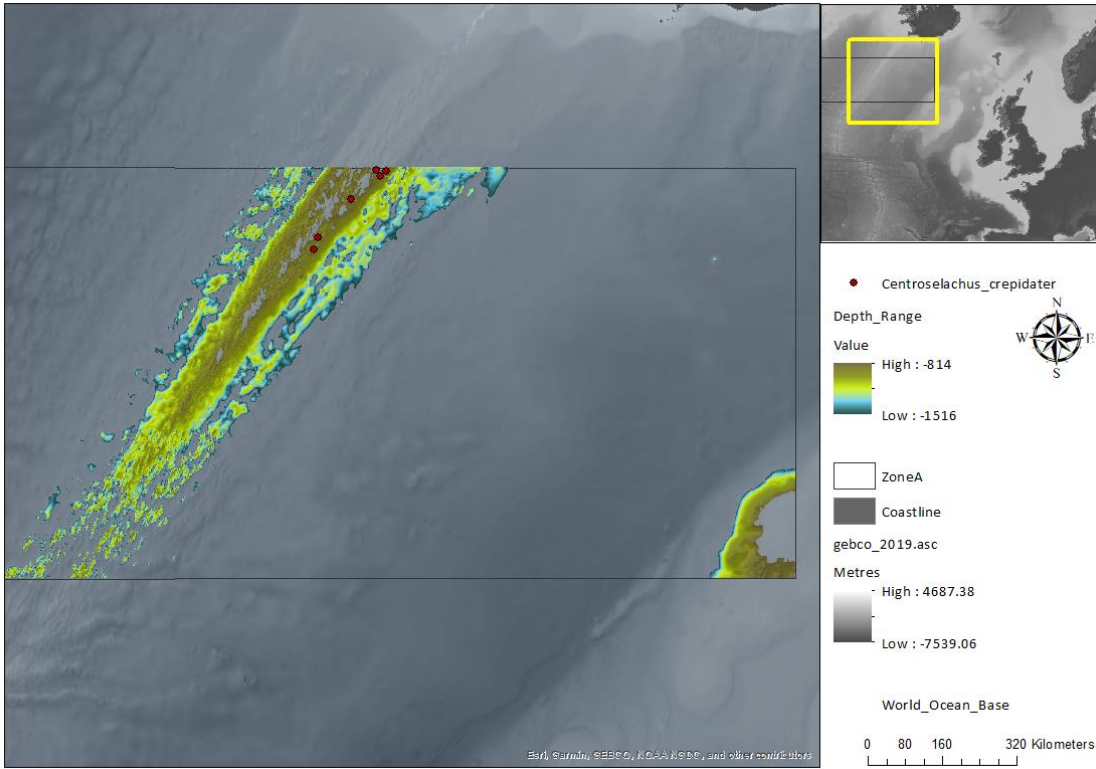 Esri, Garmin, GEBCO, NOAA NGDC, and other contributors
Centroselachus_crepidater
Depth_Range
Value
High : -814
Low : -1516
N
W
E
S
ZoneA
Coastline
gebco_2019.asc
Metres
High : 4687.38
Low : -7539.06
World_Ocean_Base
0 80 160 320 Kilometers